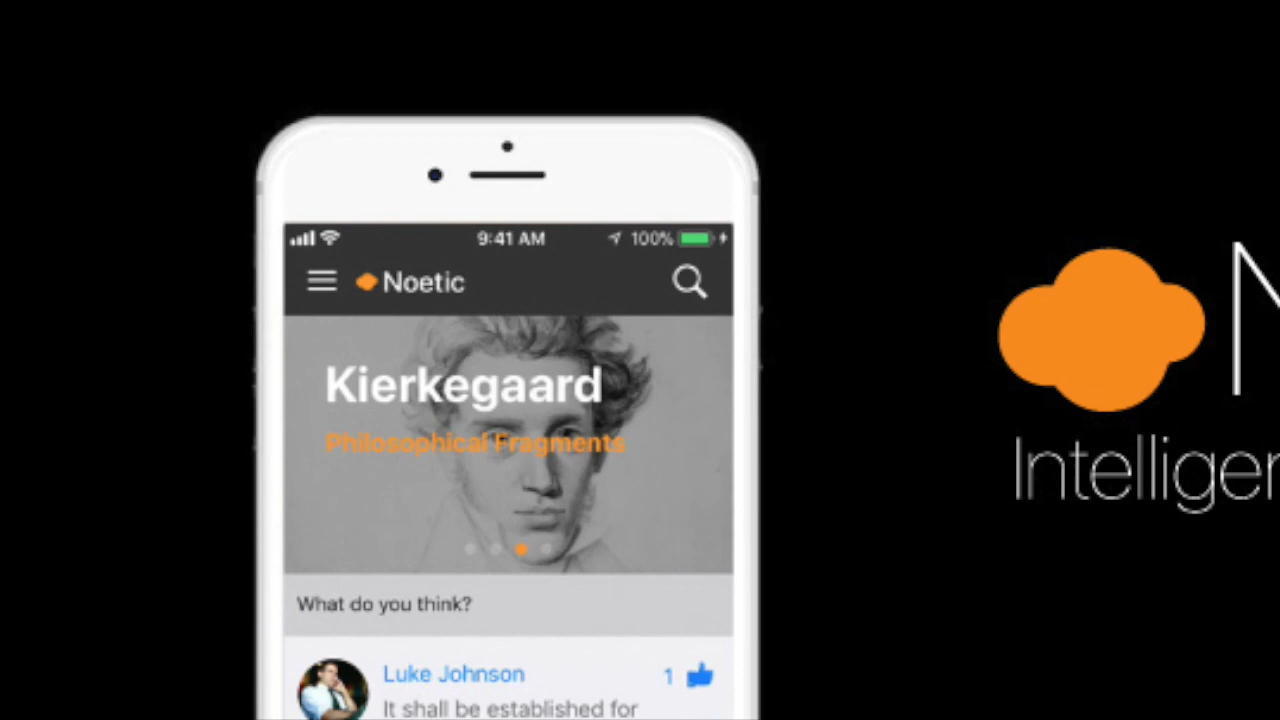 9:41 AM
100%
Noetic
Kierkegaard
Philosophical Fragments
What do you think?
Luke Johnson
1
It shall be established for
N
Intelligen